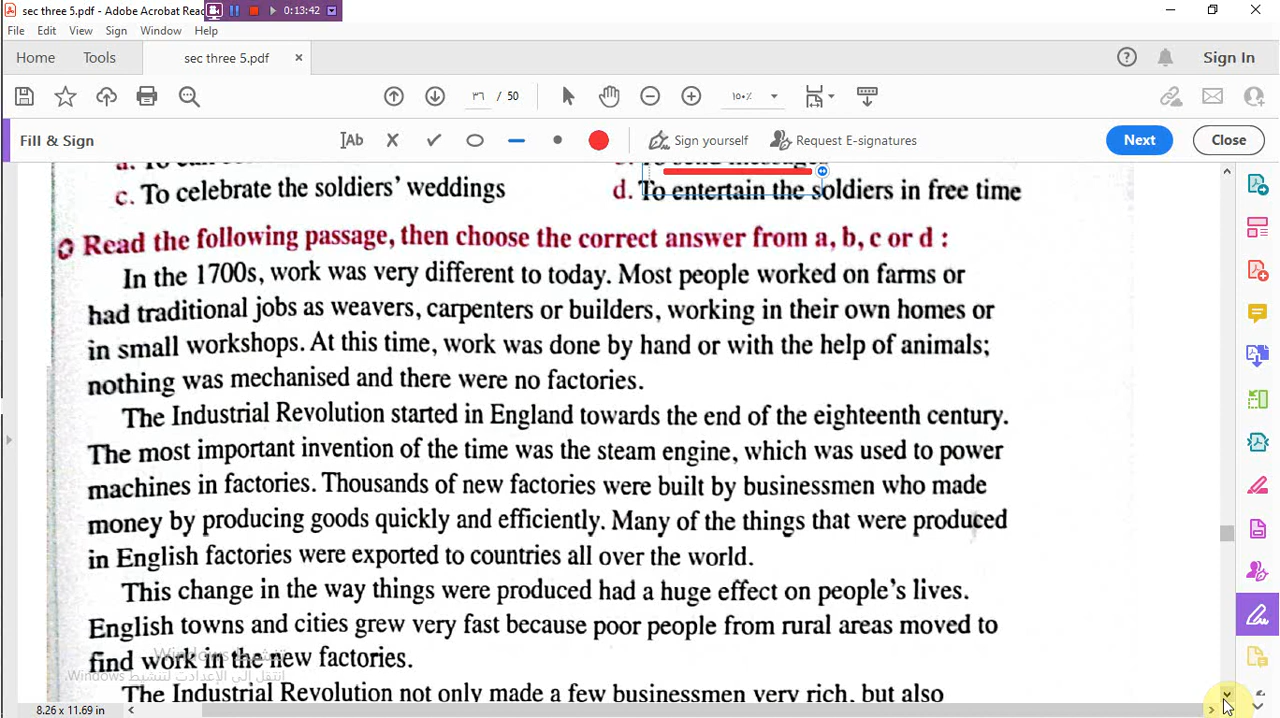 sec three 5.pdf - Adobe Acrobat Rea
0:13:42
File Edit View Sign Window Help
Home Tools sec three 5.pdf × Sign In
٣٦ / 50 ١٥٠٪
Fill & Sign Ab Sign yourself Request E-signatures Next Close
c. To celebrate the soldiers' weddings d. To entertain the soldiers in free time
Read the following passage, then choose the correct answer from a, b, c or d :
In the 1700s, work was very different to today. Most people worked on farms or
had traditional jobs as weavers, carpenters or builders, working in their own homes or
in small workshops. At this time, work was done by hand or with the help of animals;
nothing was mechanised and there were no factories.
The Industrial Revolution started in England towards the end of the eighteenth century.
The most important invention of the time was the steam engine, which was used to power
machines in factories. Thousands of new factories were built by businessmen who made
money by producing goods quickly and efficiently. Many of the things that were produced
in English factories were exported to countries all over the world.
This change in the way things were produced had a huge effect on people's lives.
English towns and cities grew very fast because poor people from rural areas moved to
find work in the new factories.
تنشيط Windows
انتقل إلى الإعدادات لتنشيط Windows
The Industrial Revolution not only made a few businessmen very rich, but also
8.26 x 11.69 in